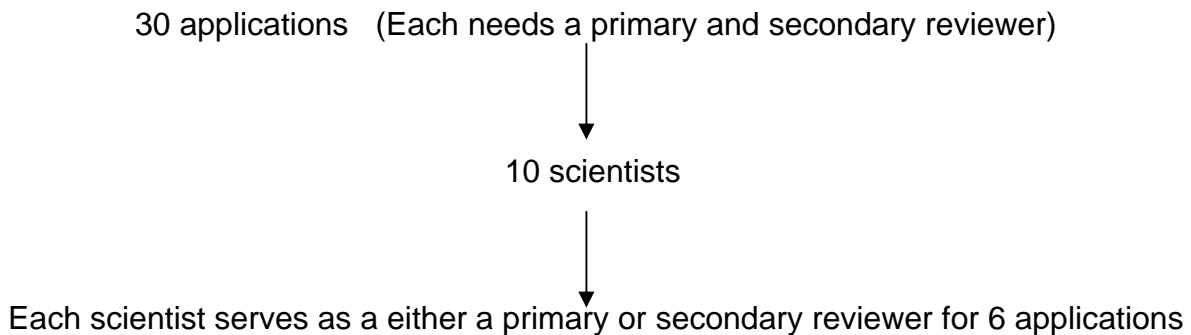 30 applications (Each needs a primary and secondary reviewer)
10 scientists
Each scientist serves as a either a primary or secondary reviewer for 6 applications